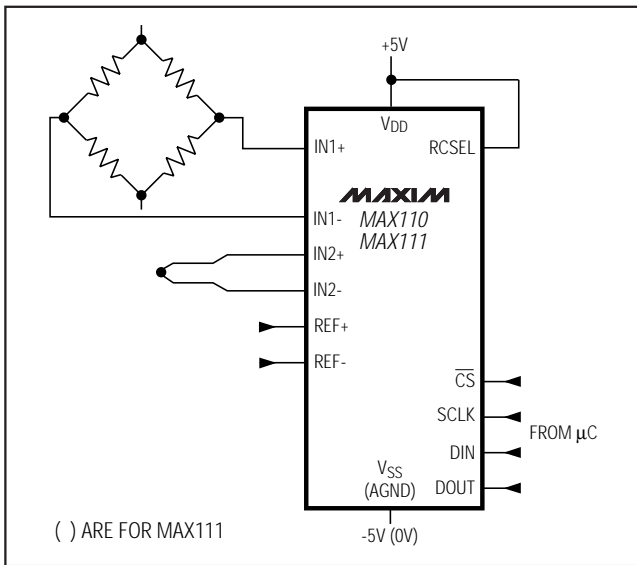 +5V
VDD
RCSEL
IN1+
MAXIM
IN1-
MAX110
MAX111
IN2+
IN2-
REF+
REF-
C̅S̅
SCLK
FROM μC
DIN
VSS
(AGND)
DOUT
-5V (0V)
( ) ARE FOR MAX111